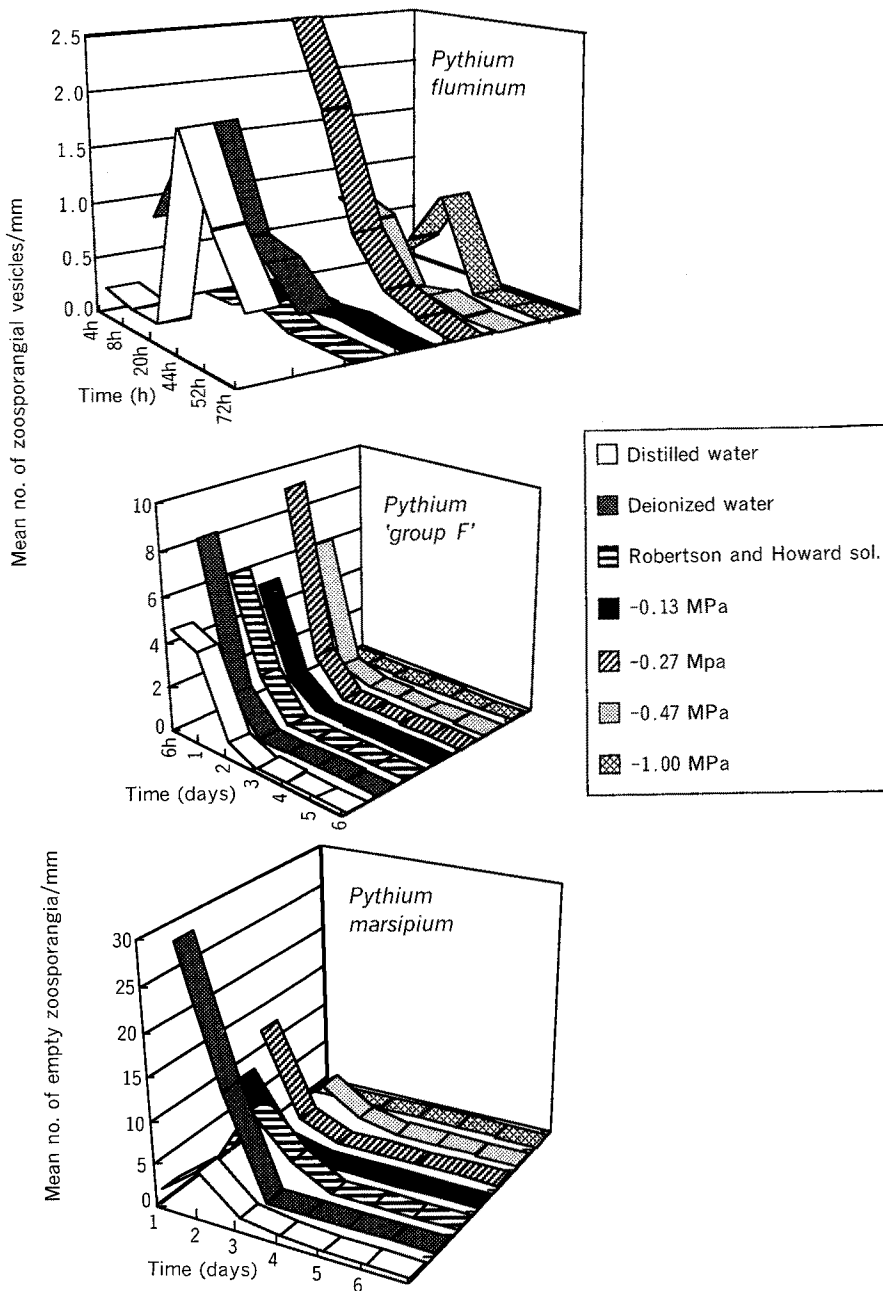 Mean no. of zoosporangial vesicles/mm
2.5
2.0
1.5
1.0
0.5
0.0
4h
8h
20h
44h
52h
72h
Time (h)
Pythium
fluminum
10
8
6
4
2
0
6h
1
2
3
4
5
6
Time (days)
Pythium
'group F'
Distilled water
Deionized water
Robertson and Howard sol.
-0.13 MPa
-0.27 Mpa
-0.47 MPa
-1.00 MPa
Mean no. of empty zoosporangia/mm
30
25
20
15
10
5
0
1
2
3
4
5
6
Time (days)
Pythium
marsipium